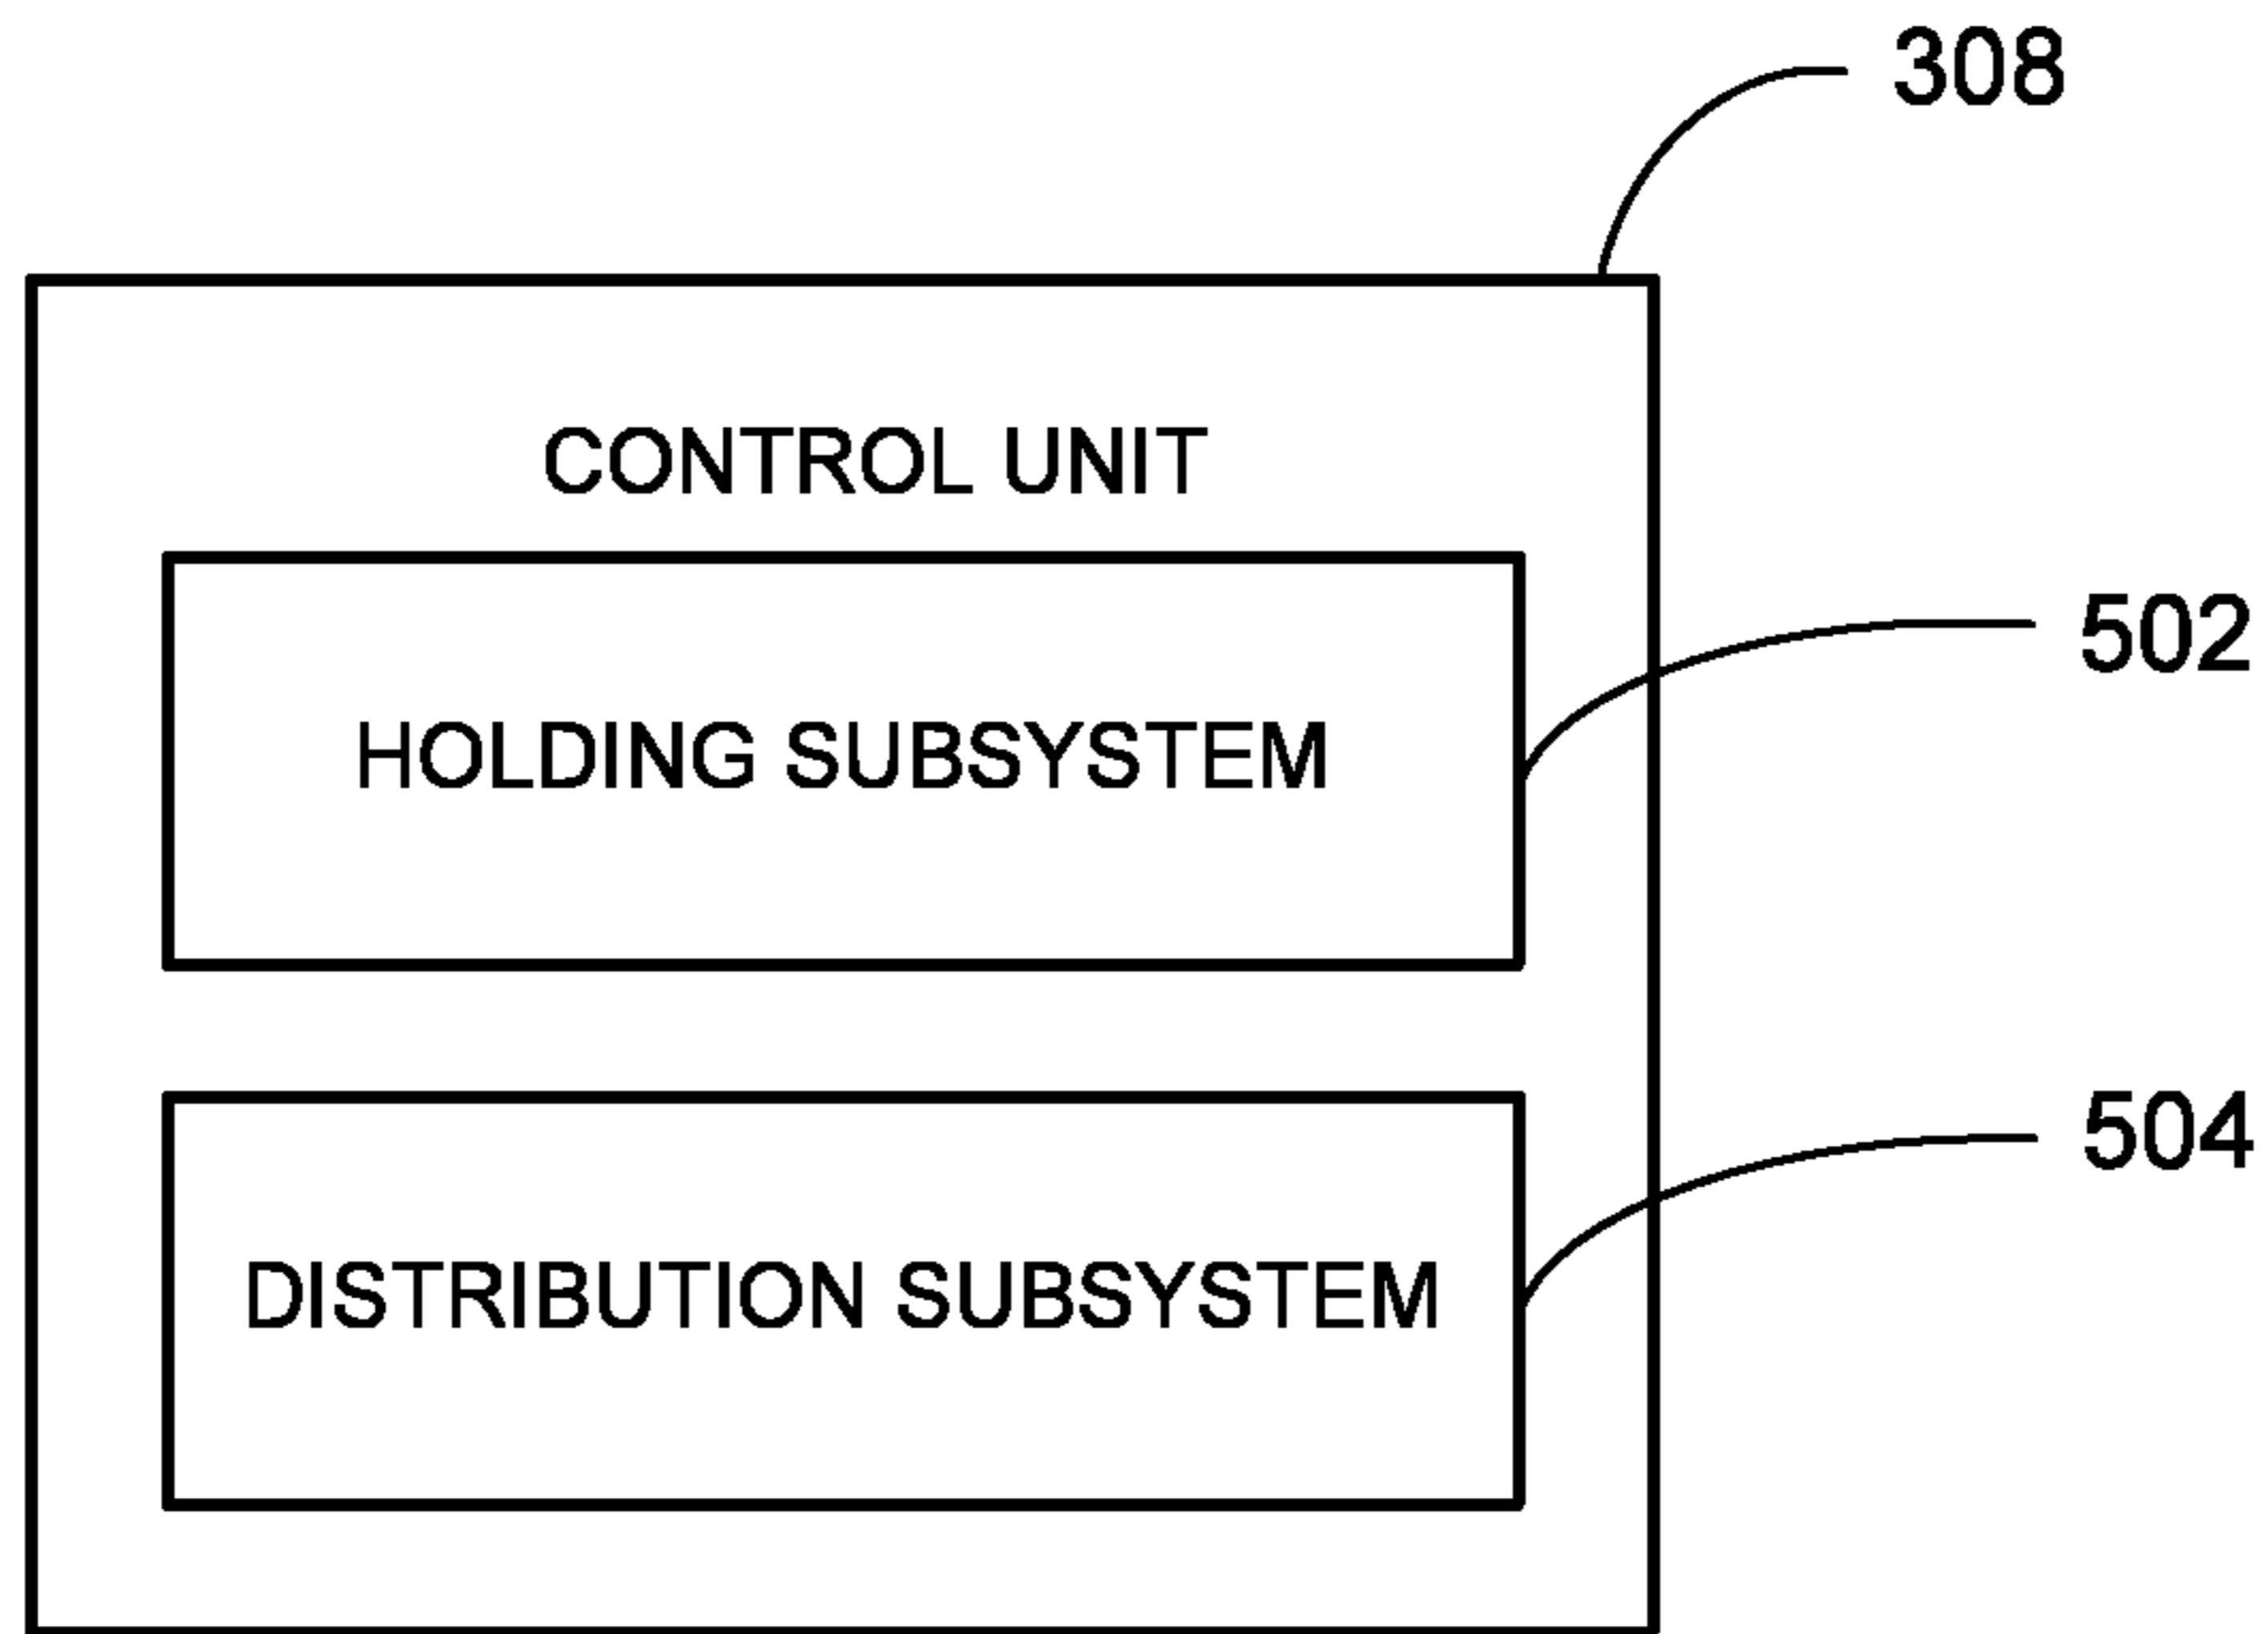 308
CONTROL UNIT
502
HOLDING SUBSYSTEM
504
DISTRIBUTION SUBSYSTEM